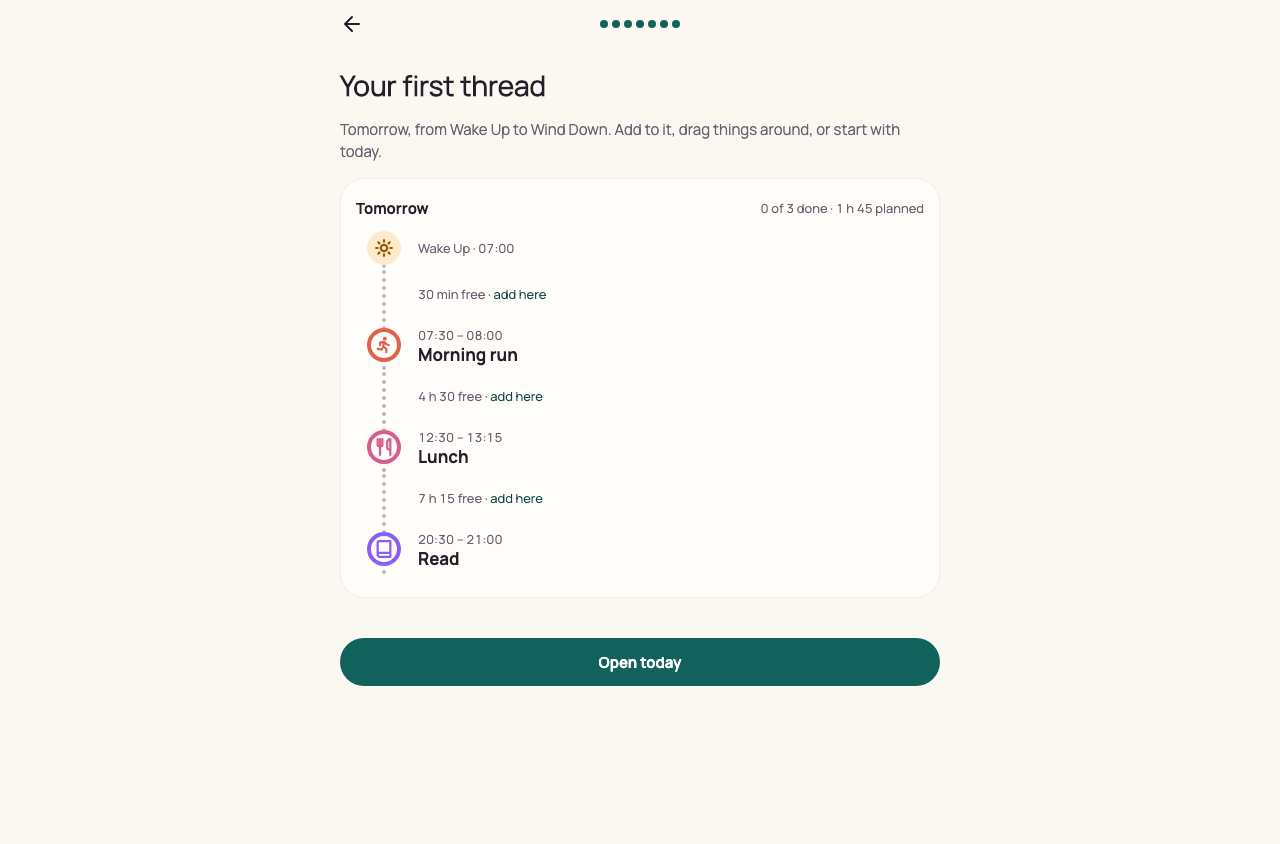 Your first thread
Tomorrow, from Wake Up to Wind Down. Add to it, drag things around, or start with
today.
Tomorrow
0 of 3 done · 1 h 45 planned
Wake Up · 07:00
30 min free · add here
07:30 – 08:00
Morning run
4 h 30 free · add here
12:30 – 13:15
Lunch
7 h 15 free · add here
20:30 – 21:00
Read
Open today